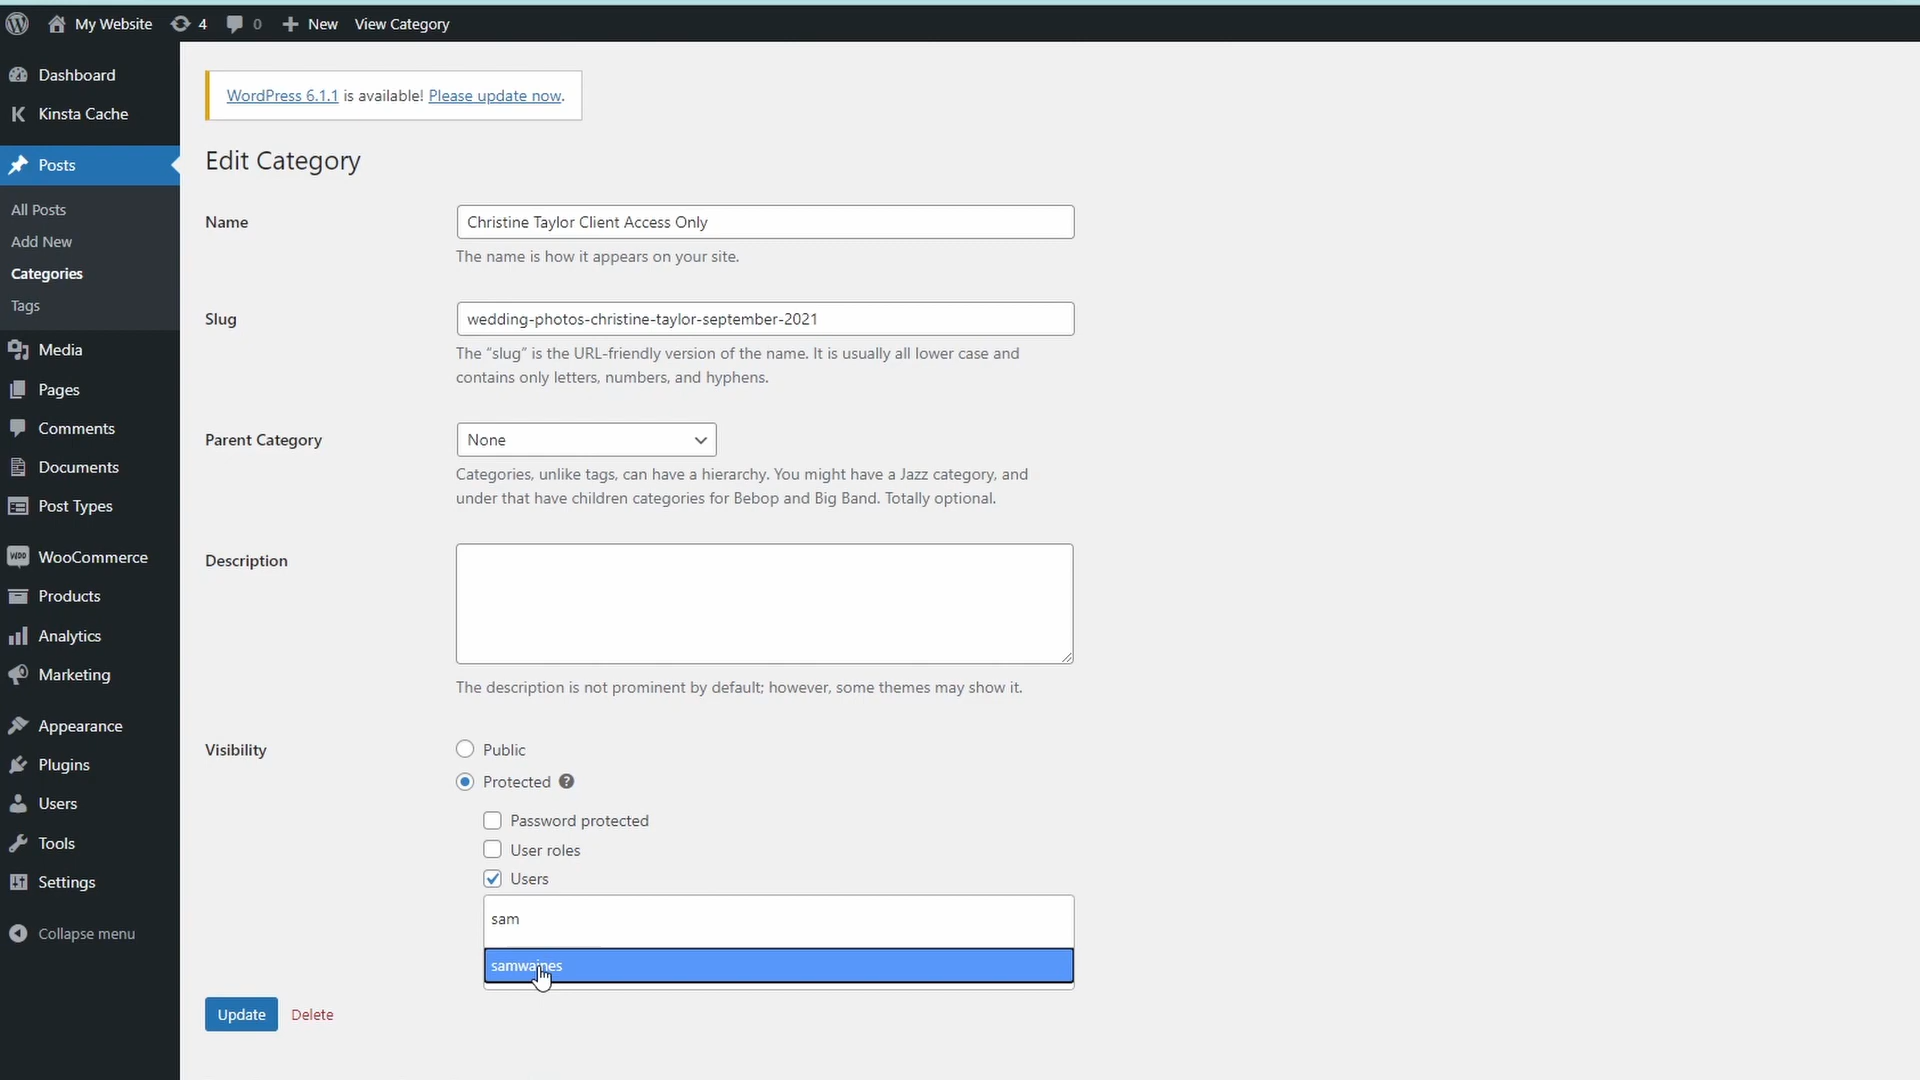 My Website 4 0 New View Category
Dashboard
Kinsta Cache
Posts
All Posts
Add New
Categories
Tags
Media
Pages
Comments
Documents
Post Types
WooCommerce
Products
Analytics
Marketing
Appearance
Plugins
Users
Tools
Settings
Collapse menu
WordPress 6.1.1 is available! Please update now.
Edit Category
Name
Christine Taylor Client Access Only
The name is how it appears on your site.
Slug
wedding-photos-christine-taylor-september-2021
The “slug” is the URL-friendly version of the name. It is usually all lower case and
contains only letters, numbers, and hyphens.
Parent Category
None
Categories, unlike tags, can have a hierarchy. You might have a Jazz category, and
under that have children categories for Bebop and Big Band. Totally optional.
Description
The description is not prominent by default; however, some themes may show it.
Visibility
Public
Protected ?
Password protected
User roles
Users
sam
samwaines
Update Delete